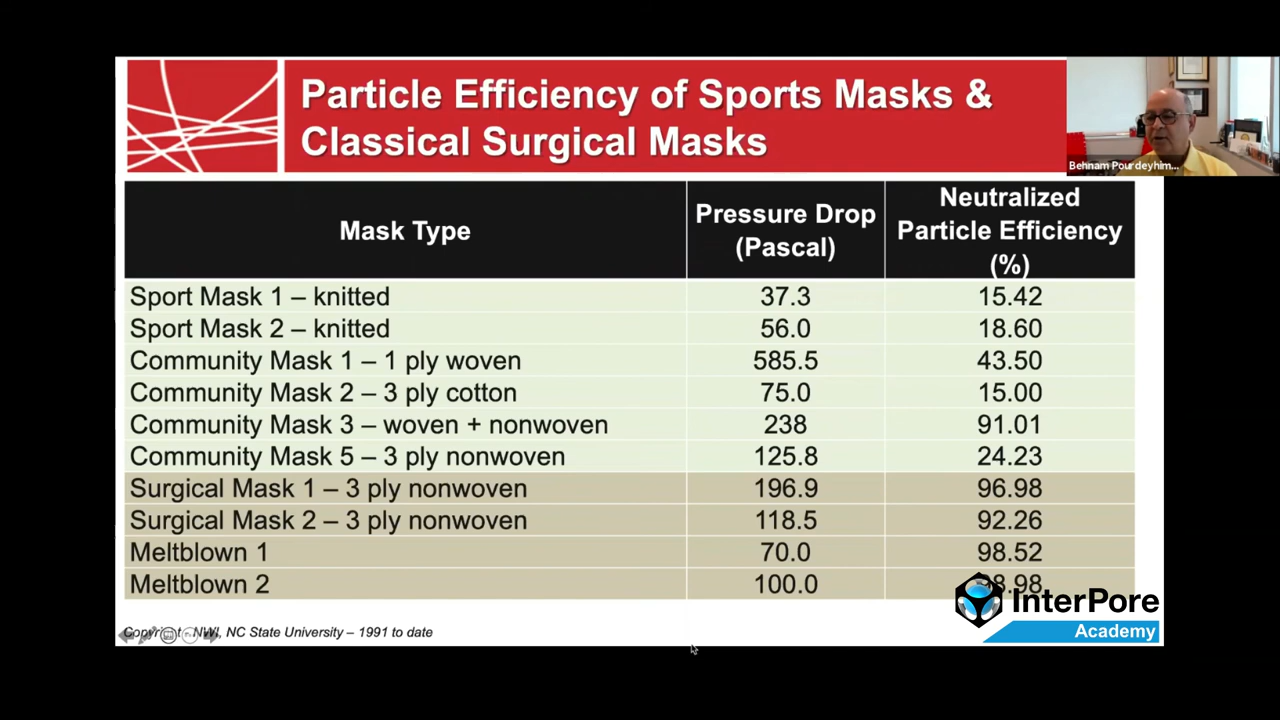 Particle Efficiency of Sports Masks &
Classical Surgical Masks
Behnam Pourdeyhim...
Mask Type
Pressure Drop
(Pascal)
Neutralized
Particle Efficiency
(%)
Sport Mask 1 – knitted 37.3 15.42
Sport Mask 2 – knitted 56.0 18.60
Community Mask 1 – 1 ply woven 585.5 43.50
Community Mask 2 – 3 ply cotton 75.0 15.00
Community Mask 3 – woven + nonwoven 238 91.01
Community Mask 5 – 3 ply nonwoven 125.8 24.23
Surgical Mask 1 – 3 ply nonwoven 196.9 96.98
Surgical Mask 2 – 3 ply nonwoven 118.5 92.26
Meltblown 1 70.0 98.52
Meltblown 2 100.0
InterPore
Academy
NWI, NC State University – 1991 to date